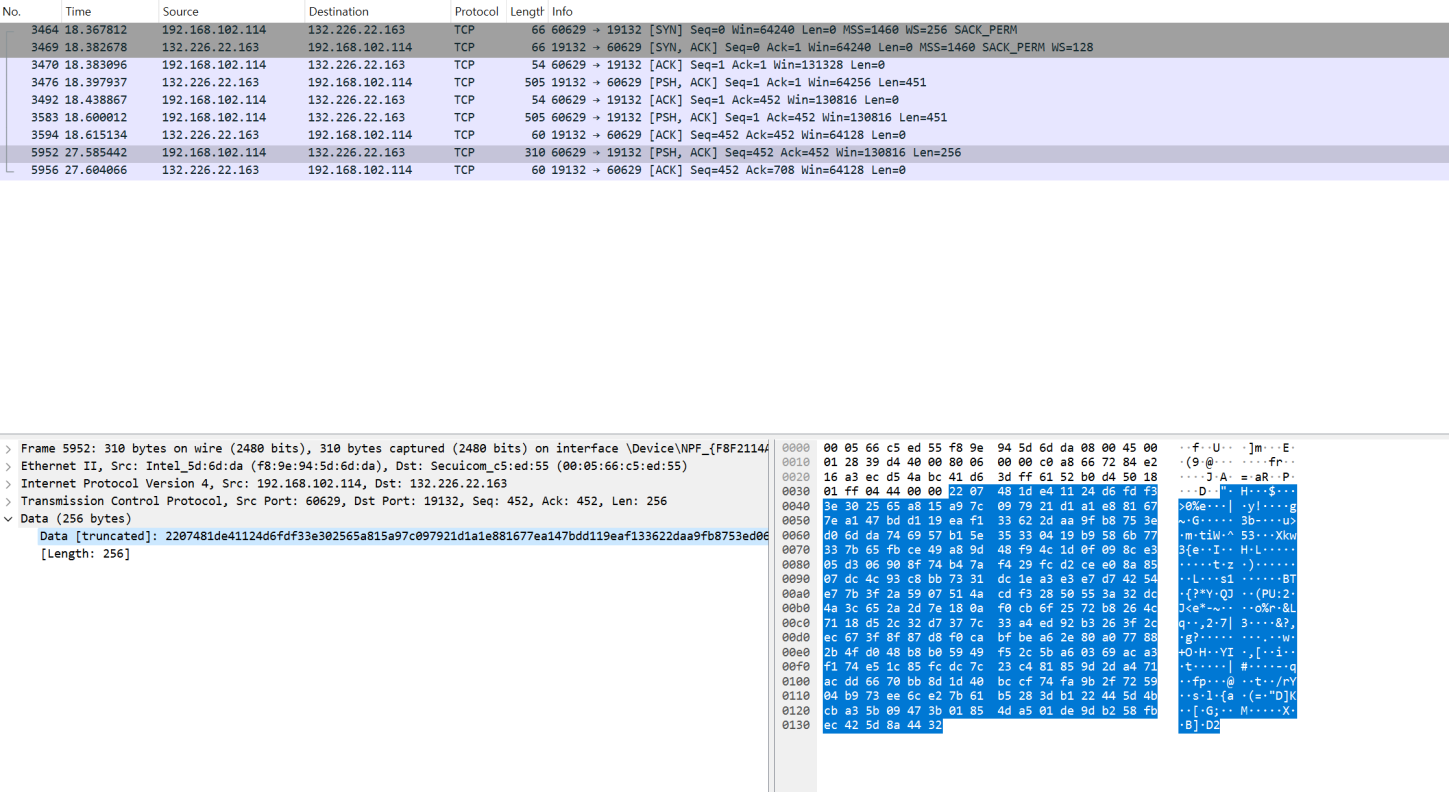 No. Time Source Destination Protocol Length Info
3464 18.367812 192.168.102.114 132.226.22.163 TCP 66 60629 → 19132 [SYN] Seq=0 Win=64240 Len=0 MSS=1460 WS=256 SACK_PERM
3469 18.382678 132.226.22.163 192.168.102.114 TCP 66 19132 → 60629 [SYN, ACK] Seq=0 Ack=1 Win=64240 Len=0 MSS=1460 SACK_PERM WS=128
3470 18.383096 192.168.102.114 132.226.22.163 TCP 54 60629 → 19132 [ACK] Seq=1 Ack=1 Win=131328 Len=0
3476 18.397937 132.226.22.163 192.168.102.114 TCP 505 19132 → 60629 [PSH, ACK] Seq=1 Ack=1 Win=64256 Len=451
3492 18.438867 192.168.102.114 132.226.22.163 TCP 54 60629 → 19132 [ACK] Seq=1 Ack=452 Win=130816 Len=0
3583 18.600012 192.168.102.114 132.226.22.163 TCP 505 60629 → 19132 [PSH, ACK] Seq=1 Ack=452 Win=130816 Len=451
3594 18.615134 132.226.22.163 192.168.102.114 TCP 60 19132 → 60629 [ACK] Seq=452 Ack=452 Win=64128 Len=0
5952 27.585442 192.168.102.114 132.226.22.163 TCP 310 60629 → 19132 [PSH, ACK] Seq=452 Ack=452 Win=130816 Len=256
5956 27.604066 132.226.22.163 192.168.102.114 TCP 60 19132 → 60629 [ACK] Seq=452 Ack=708 Win=64128 Len=0
Frame 5952: 310 bytes on wire (2480 bits), 310 bytes captured (2480 bits) on interface \Device\NPF_{F8F2114A
Ethernet II, Src: Intel_5d:6d:da (f8:9e:94:5d:6d:da), Dst: Secuicom_c5:ed:55 (00:05:66:c5:ed:55)
Internet Protocol Version 4, Src: 192.168.102.114, Dst: 132.226.22.163
Transmission Control Protocol, Src Port: 60629, Dst Port: 19132, Seq: 452, Ack: 452, Len: 256
Data (256 bytes)
Data [truncated]: 2207481de41124d6fdf33e302565a815a97c097921d1a1e881677ea147bdd119eaf133622daa9fb8753ed06
[Length: 256]
0000 00 05 66 c5 ed 55 f8 9e 94 5d 6d da 08 00 45 00 ··f··U·· ·]m···E·
0010 01 28 39 d4 40 00 80 06 00 00 c0 a8 66 72 84 e2 ·(9·@··· ····fr··
0020 16 a3 ec d5 4a bc 41 d6 3d ff 61 52 b0 d4 50 18 ····J·A· =·aR··P·
0030 01 ff 04 44 00 00 22 07 48 1d e4 11 24 d6 fd f3 ···D··"· H···$···
0040 3e 30 25 65 a8 15 a9 7c 09 79 21 d1 a1 e8 81 67 >0%e···| ·y!····g
0050 7e a1 47 bd d1 19 ea f1 33 62 2d aa 9f b8 75 3e ~·G····· 3b-···u>
0060 d0 6d da 74 69 57 b1 5e 35 33 04 19 b9 58 6b 77 ·m·tiW·^ 53···Xkw
0070 33 7b 65 fb ce 49 a8 9d 48 f9 4c 1d 0f 09 8c e3 3{e··I·· H·L·····
0080 05 d3 06 90 8f 74 b4 7a f4 29 fc d2 ce e0 8a 85 ·····t·z ·)······
0090 07 dc 4c 93 c8 bb 73 31 dc 1e a3 e3 e7 d7 42 54 ··L···s1 ······BT
00a0 e7 7b 3f 2a 59 07 51 4a cd f3 28 50 55 3a 32 dc ·{?*Y·QJ ··(PU:2·
00b0 4a 3c 65 2a 2d 7e 18 0a f0 cb 6f 25 72 b8 26 4c J<e*-~·· ··o%r·&L
00c0 71 18 d5 2c 32 d7 37 7c 33 a4 ed 92 b3 26 3f 2c q··,2·7| 3····&?,
00d0 ec 67 3f 8f 87 d8 f0 ca bf be a6 2e 80 a0 77 88 ·g?····· ···.··w·
00e0 2b 4f d0 48 b8 b0 59 49 f5 2c 5b a6 03 69 ac a3 +O·H··YI ·,[··i··
00f0 f1 74 e5 1c 85 fc dc 7c 23 c4 81 85 9d 2d a4 71 ·t·····| #····-·q
0100 ac dd 66 70 bb 8d 1d 40 bc cf 74 fa 9b 2f 72 59 ··fp···@ ··t··/rY
0110 04 b9 73 ee 6c e2 7b 61 b5 28 3d b1 22 44 5d 4b ··s·l·{a ·(=·"D]K
0120 cb a3 5b 09 47 3b 01 85 4d a5 01 de 9d b2 58 fb ··[·G;·· M·····X·
0130 ec 42 5d 8a 44 32 ·B]·D2